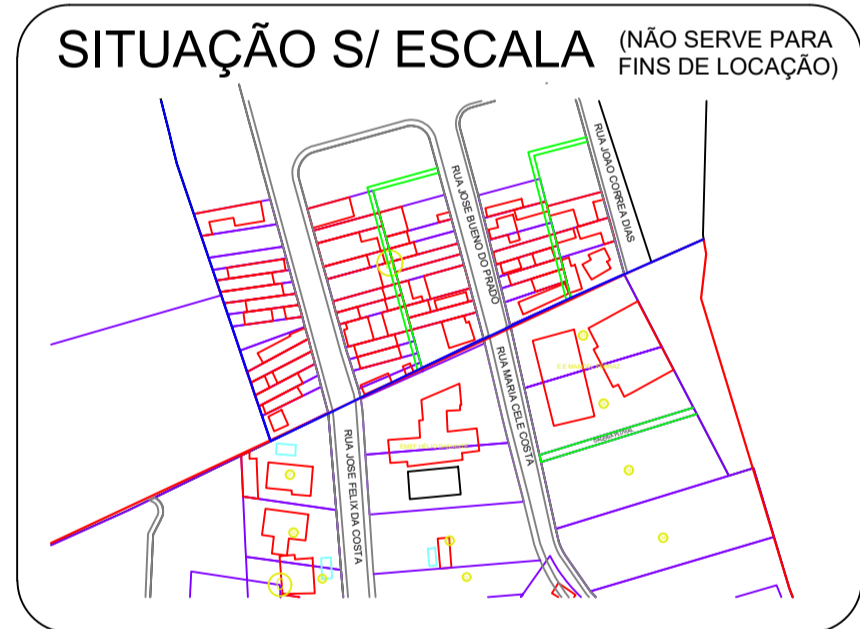 SITUAÇÃO S/ ESCALA
(NÃO SERVE PARA
FINS DE LOCAÇÃO)
RUA JOAO CORREA DIAS
RUA JOSE BUENO DO PRADO
RUA MARIA CELE COSTA
RUA JOSE FELIX DA COSTA